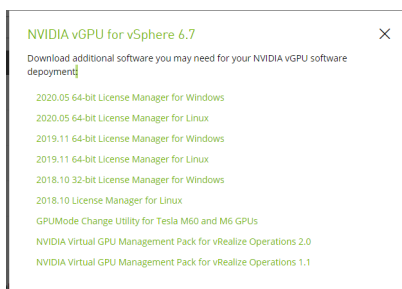 NVIDIA vGPU for vSphere 6.7
Download additional software you may need for your NVIDIA vGPU software
depoyment:
2020.05 64-bit License Manager for Windows
2020.05 64-bit License Manager for Linux
2019.11 64-bit License Manager for Windows
2019.11 64-bit License Manager for Linux
2018.10 32-bit License Manager for Windows
2018.10 License Manager for Linux
GPUMode Change Utility for Tesla M60 and M6 GPUs
NVIDIA Virtual GPU Management Pack for vRealize Operations 2.0
NVIDIA Virtual GPU Management Pack for vRealize Operations 1.1